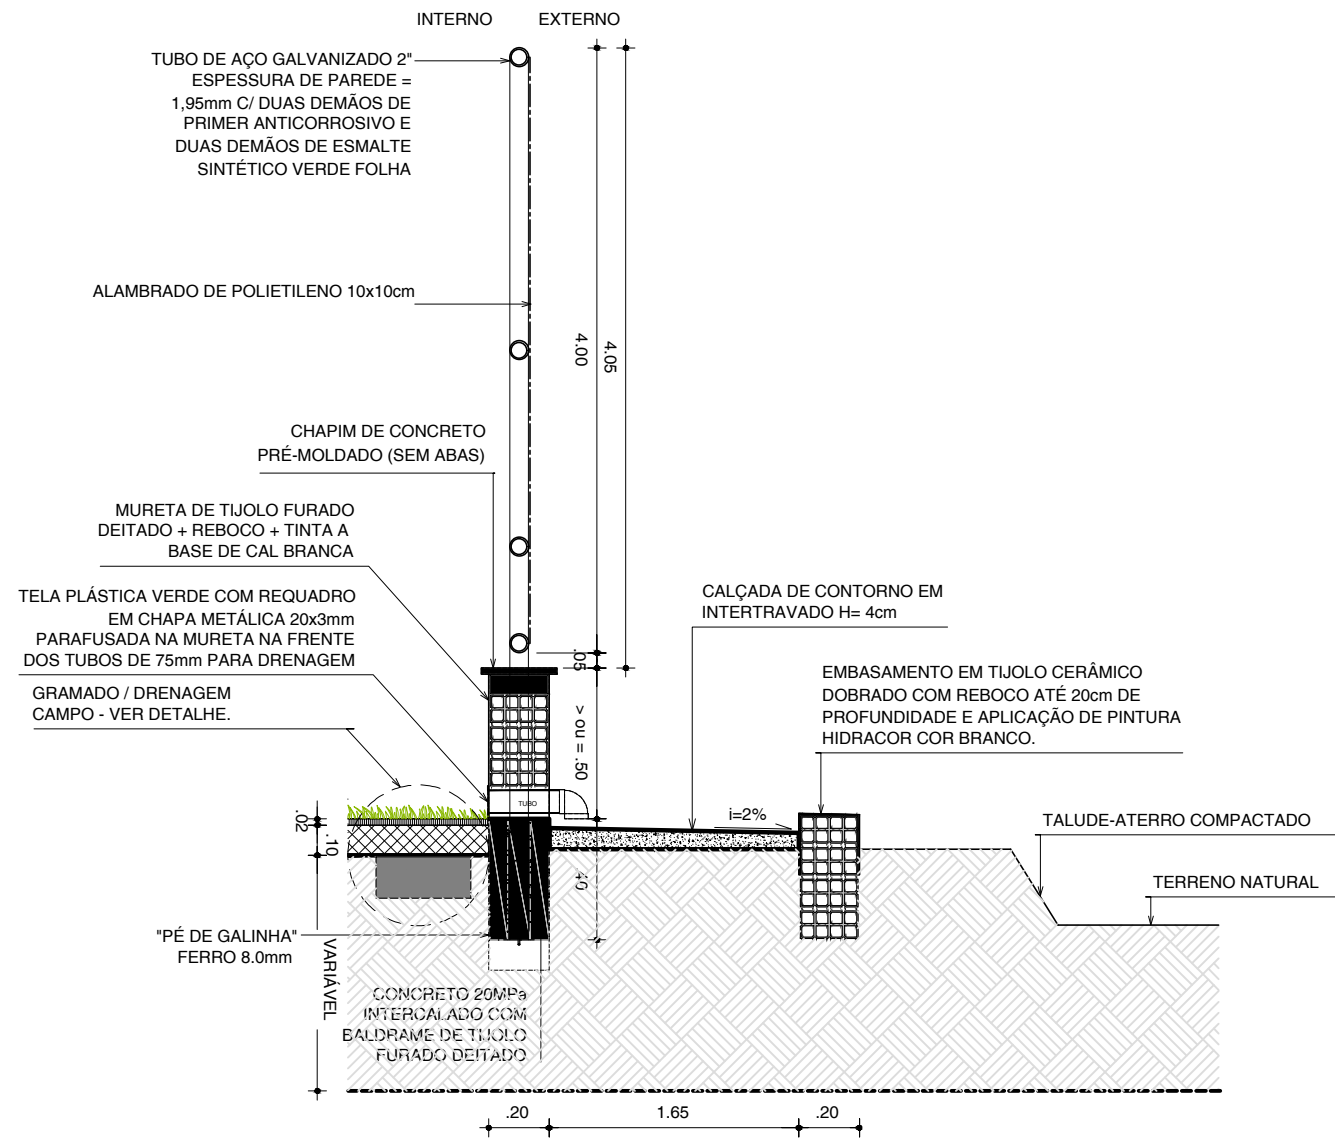 INTERNO
EXTERNO
TUBO DE AÇO GALVANIZADO 2"
ESPESSURA DE PAREDE =
1,95mm C/ DUAS DEMÃOS DE
PRIMER ANTICORROSIVO E
DUAS DEMÃOS DE ESMALTE
SINTÉTICO VERDE FOLHA
ALAMBRADO DE POLIETILENO 10x10cm
4.00
4.05
CHAPIM DE CONCRETO
PRÉ-MOLDADO (SEM ABAS)
MURETA DE TIJOLO FURADO
DEITADO + REBOCO + TINTA A
BASE DE CAL BRANCA
TELA PLÁSTICA VERDE COM REQUADRO
EM CHAPA METÁLICA 20x3mm
PARAFUSADA NA MURETA NA FRENTE
DOS TUBOS DE 75mm PARA DRENAGEM
GRAMADO / DRENAGEM
CAMPO - VER DETALHE.
CALÇADA DE CONTORNO EM
INTERTRAVADO H= 4cm
.05
> ou = .50
EMBASAMENTO EM TIJOLO CERÂMICO
DOBRADO COM REBOCO ATÉ 20cm DE
PROFUNDIDADE E APLICAÇÃO DE PINTURA
HIDRACOR COR BRANCO.
TUBO
i=2%
TALUDE-ATERRO COMPACTADO
TERRENO NATURAL
.02
.10
.40
"PÉ DE GALINHA"
FERRO 8.0mm
VARIÁVEL
CONCRETO 20MPa
INTERCALADO COM
BALDRAME DE TIJOLO
FURADO DEITADO
.20
1.65
.20